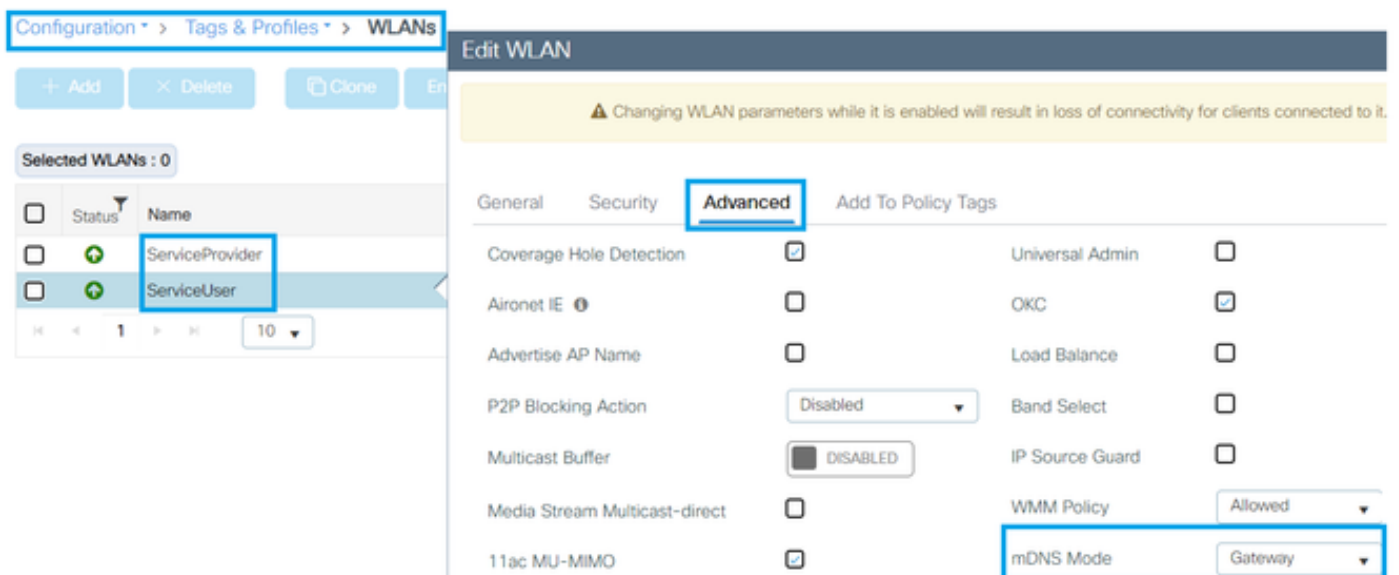 Configuration > Tags & Profiles > WLANs
+ Add × Delete Clone En
Selected WLANs : 0
Status Name
ServiceProvider
ServiceUser
1 10
Edit WLAN
Changing WLAN parameters while it is enabled will result in loss of connectivity for clients connected to it.
General Security Advanced Add To Policy Tags
Coverage Hole Detection Universal Admin
Aironet IE OKC
Advertise AP Name Load Balance
P2P Blocking Action Disabled Band Select
Multicast Buffer DISABLED IP Source Guard
Media Stream Multicast-direct WMM Policy Allowed
11ac MU-MIMO mDNS Mode Gateway